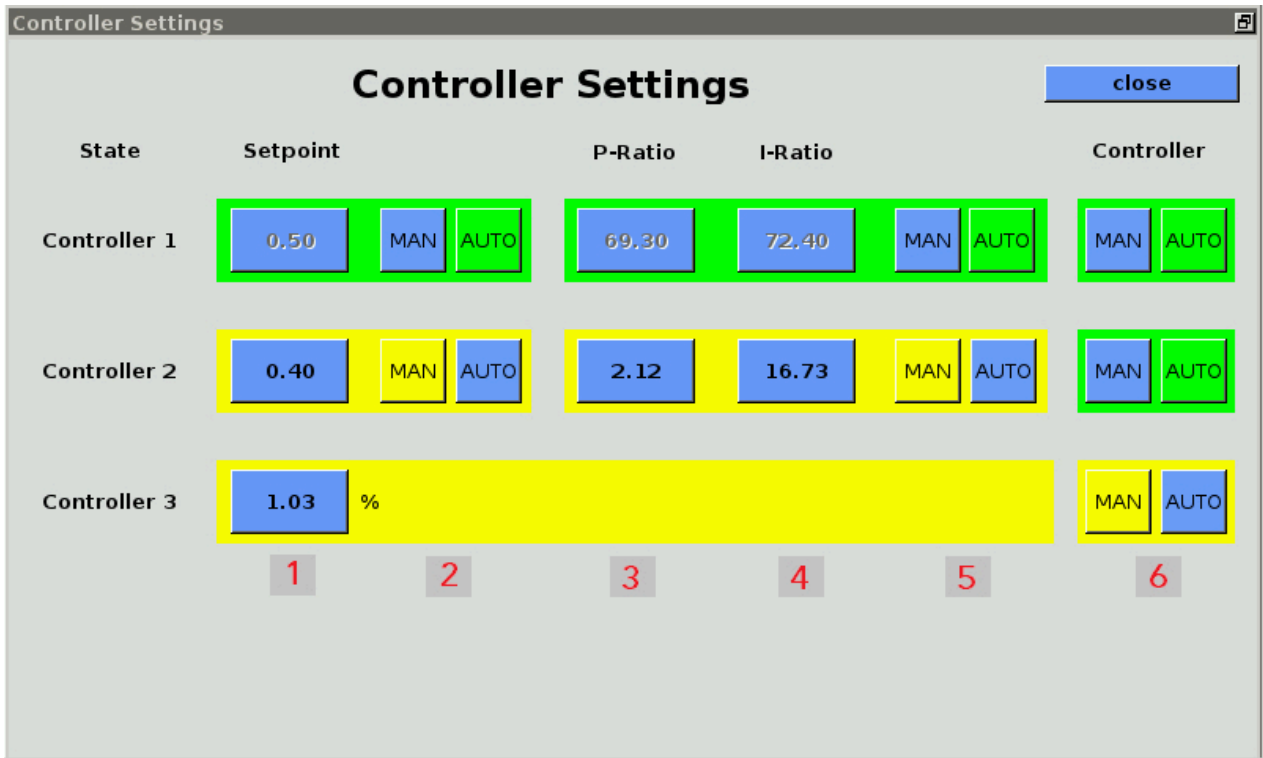 Controller Settings
Controller Settings
close
State Setpoint P-Ratio I-Ratio Controller
Controller 1 0.50 MAN AUTO 69.30 72.40 MAN AUTO MAN AUTO
Controller 2 0.40 MAN AUTO 2.12 16.73 MAN AUTO MAN AUTO
Controller 3 1.03 % MAN AUTO
1 2 3 4 5 6